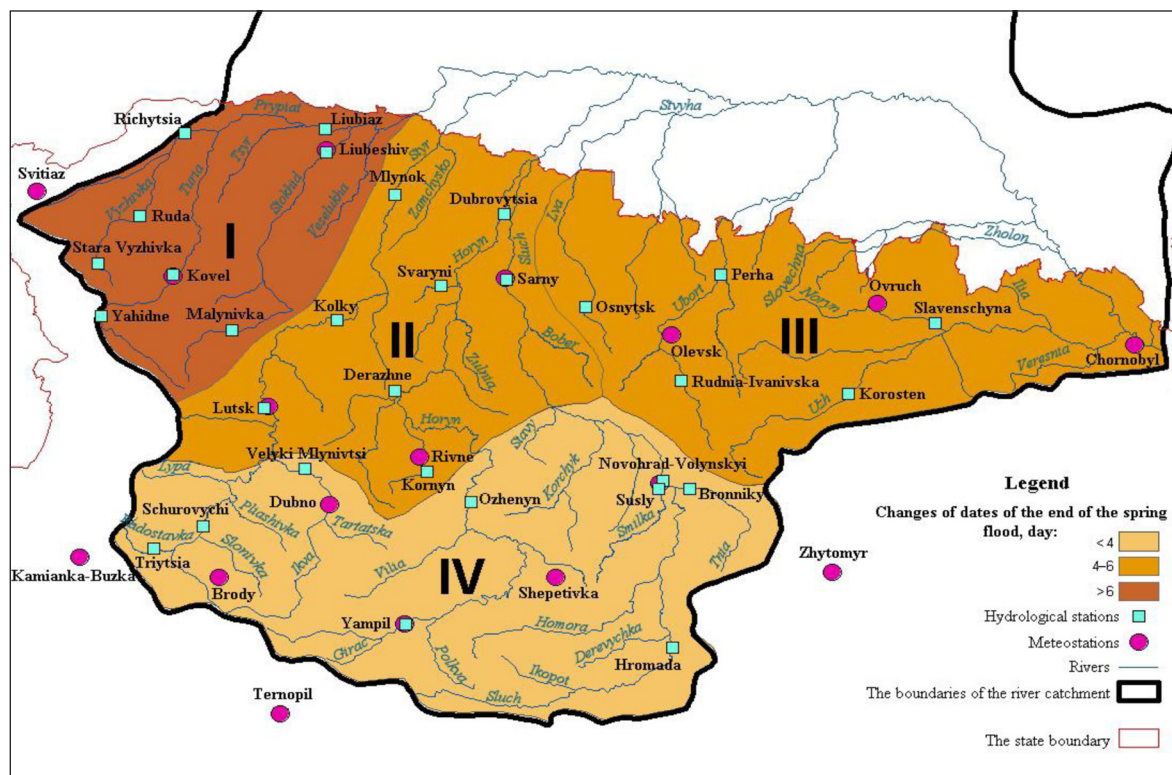 Stvyha
Prypiat
Richytsia
Liubiaz
Liubeshiv
Tsyr
Turia
Styr
Svitiaz
Mlynok
Zamchysko
Stokhid
Veselukha
Vyzhivka
Ruda
Dubrovytsia
Lva
Zholon
I
Horyn
Sluch
Stara Vyzhivka
Kovel
Svaryni
Sarny
Perha
Slovechna
Ubort
Noryn
Ovruch
Ilia
Yahidne
Malynivka
Kolky
Osnytsk
Slavenschyna
II
III
Bober
Olevsk
Chornobyl
Veresnia
Zulnia
Derazhne
Rudnia-Ivanivska
Korosten
Uzh
Lutsk
Horyn
Stavy
Rivne
Velyki Mlynivtsi
Lypa
Kornyn
Novohrad-Volynskyi
Korchyk
Susly
Bronniky
Dubno
Ozhenyn
Schurovychi
Pliashivka
Tartatska
Smilka
Radostavka
Slonivka
Ikva
Tnia
Triytsia
Kamianka-Buzka
Brody
Vilia
IV
Shepetivka
Zhytomyr
Yampil
Homora
Derevychka
Girac
Polkva
Ikopot
Hromada
Sluch
Ternopil
Legend
Changes of dates of the end of the spring
flood, day:
< 4
4–6
>6
Hydrological stations
Meteostations
Rivers
The boundaries of the river catchment
The state boundary